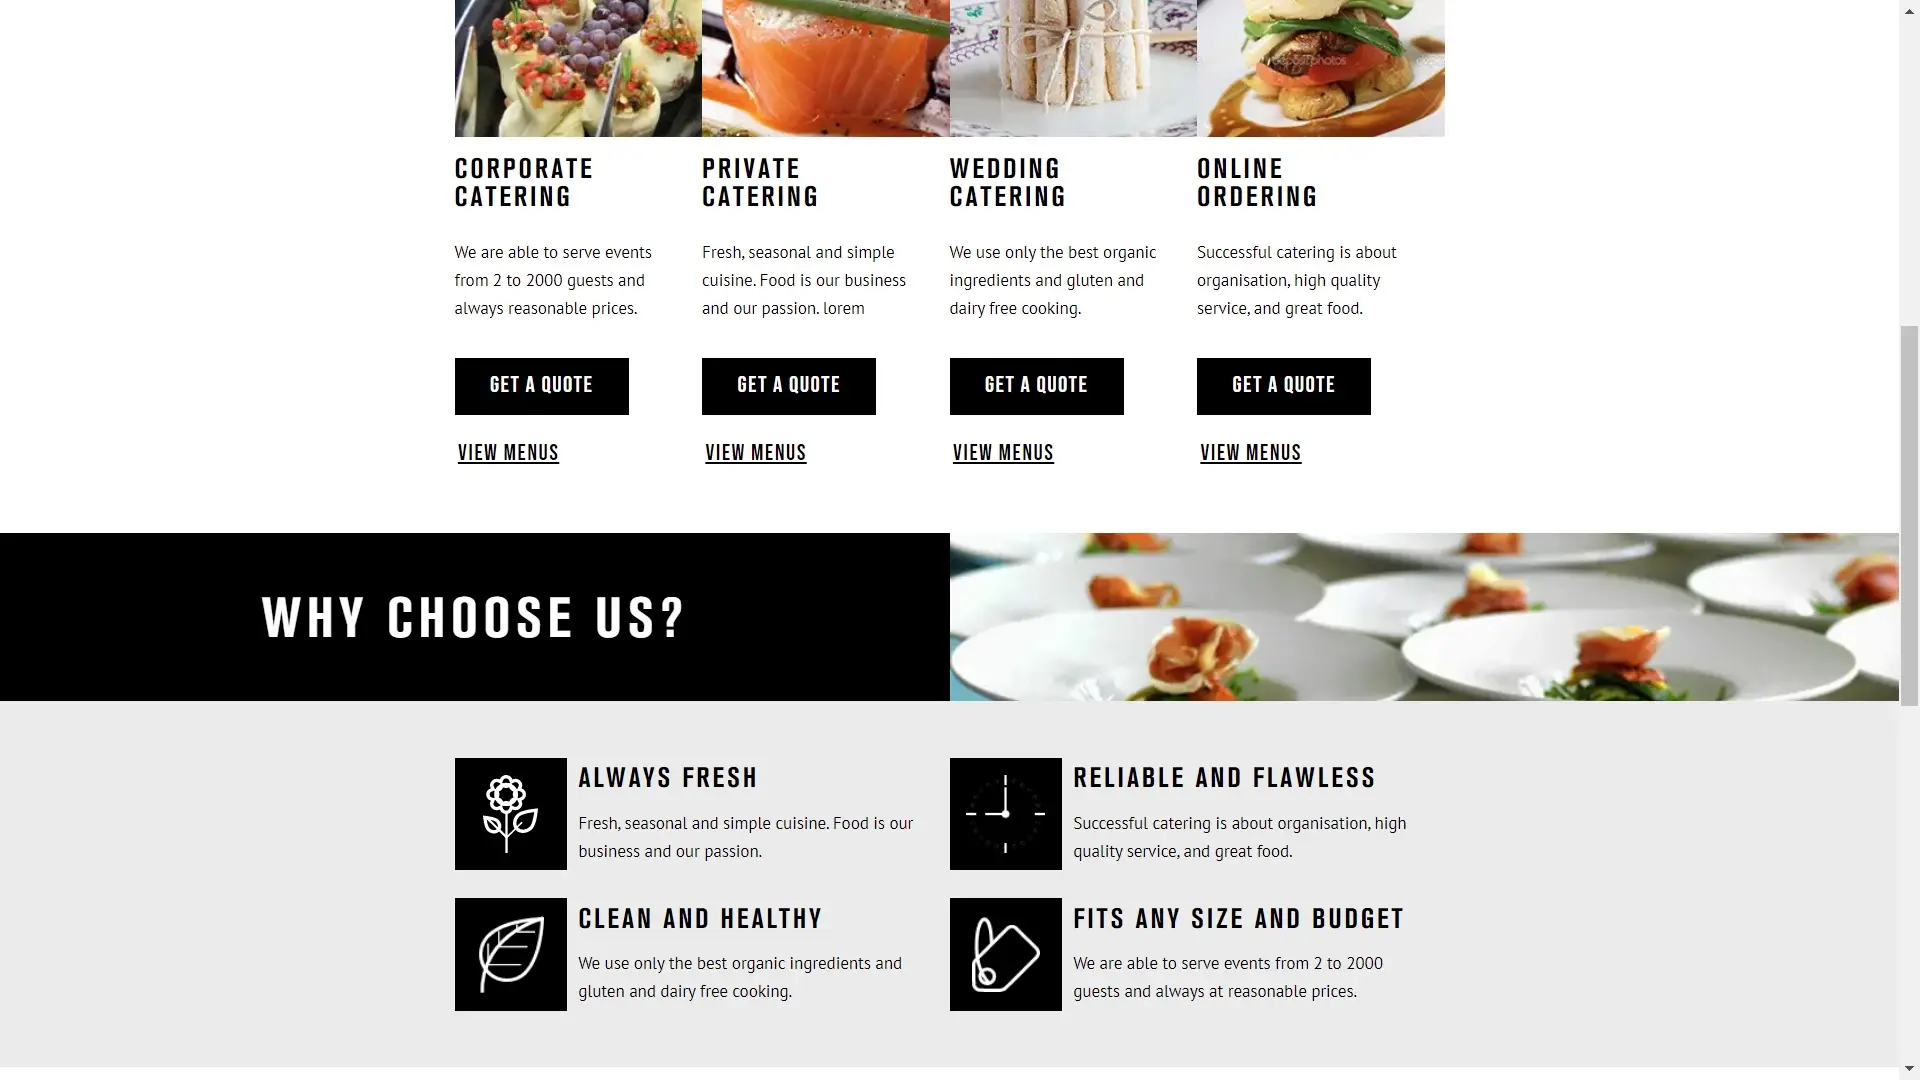 depositphotos
CORPORATE
CATERING
We are able to serve events
from 2 to 2000 guests and
always reasonable prices.
GET A QUOTE
VIEW MENUS
PRIVATE
CATERING
Fresh, seasonal and simple
cuisine. Food is our business
and our passion. lorem
GET A QUOTE
VIEW MENUS
WEDDING
CATERING
We use only the best organic
ingredients and gluten and
dairy free cooking.
GET A QUOTE
VIEW MENUS
ONLINE
ORDERING
Successful catering is about
organisation, high quality
service, and great food.
GET A QUOTE
VIEW MENUS
WHY CHOOSE US?
ALWAYS FRESH
Fresh, seasonal and simple cuisine. Food is our
business and our passion.
RELIABLE AND FLAWLESS
Successful catering is about organisation, high
quality service, and great food.
CLEAN AND HEALTHY
We use only the best organic ingredients and
gluten and dairy free cooking.
FITS ANY SIZE AND BUDGET
We are able to serve events from 2 to 2000
guests and always at reasonable prices.